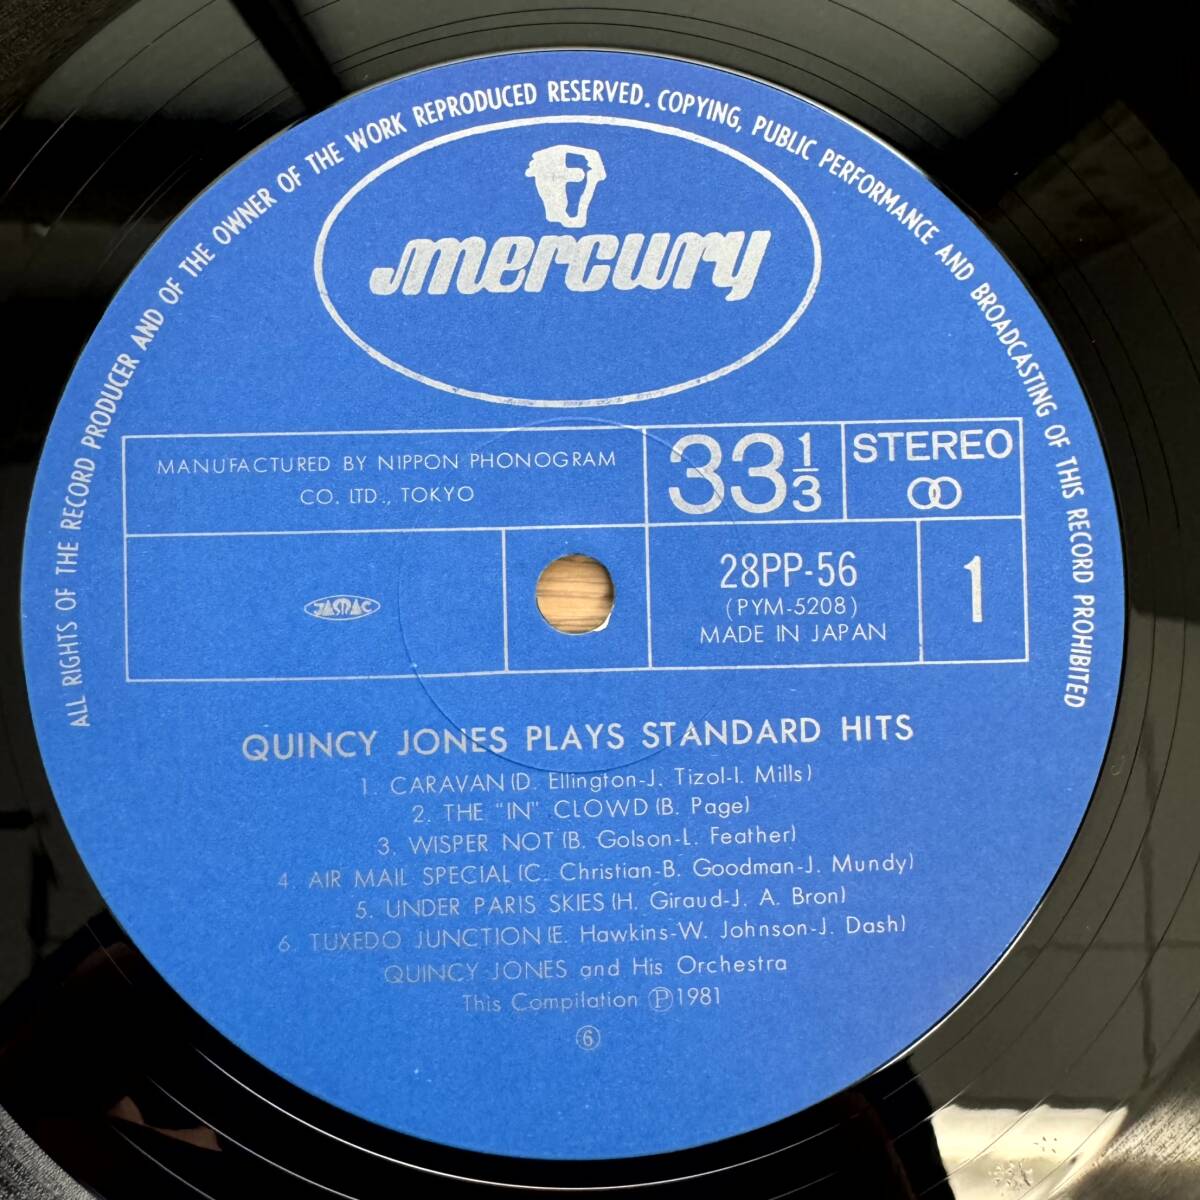 ALL RIGHTS OF THE RECORD PRODUCER AND OF THE OWNER OF THE WORK REPRODUCED RESERVED. COPYING, PUBLIC PERFORMANCE AND BROADCASTING OF THIS RECORD PROHIBITED
mercury
MANUFACTURED BY NIPPON PHONOGRAM
CO. LTD., TOKYO
33 1/3
STEREO
JASRAC
28PP-56
(PYM-5208)
MADE IN JAPAN
1
QUINCY JONES PLAYS STANDARD HITS
1. CARAVAN (D. Ellington-J. Tizol-I. Mills)
2. THE "IN" CLOWD (B. Page)
3. WISPER NOT (B. Golson-L. Feather)
4. AIR MAIL SPECIAL (C. Christian-B. Goodman-J. Mundy)
5. UNDER PARIS SKIES (H. Giraud-J. A. Bron)
6. TUXEDO JUNCTION (E. Hawkins-W. Johnson-J. Dash)
QUINCY JONES and His Orchestra
This Compilation Ⓟ1981
⑥